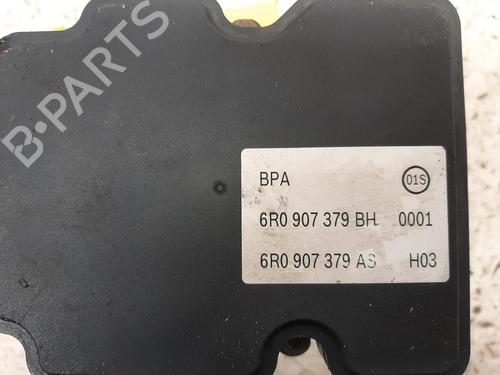 B-PARTS
BPA 01S
6R0 907 379 BH 0001
6R0 907 379 AS H03